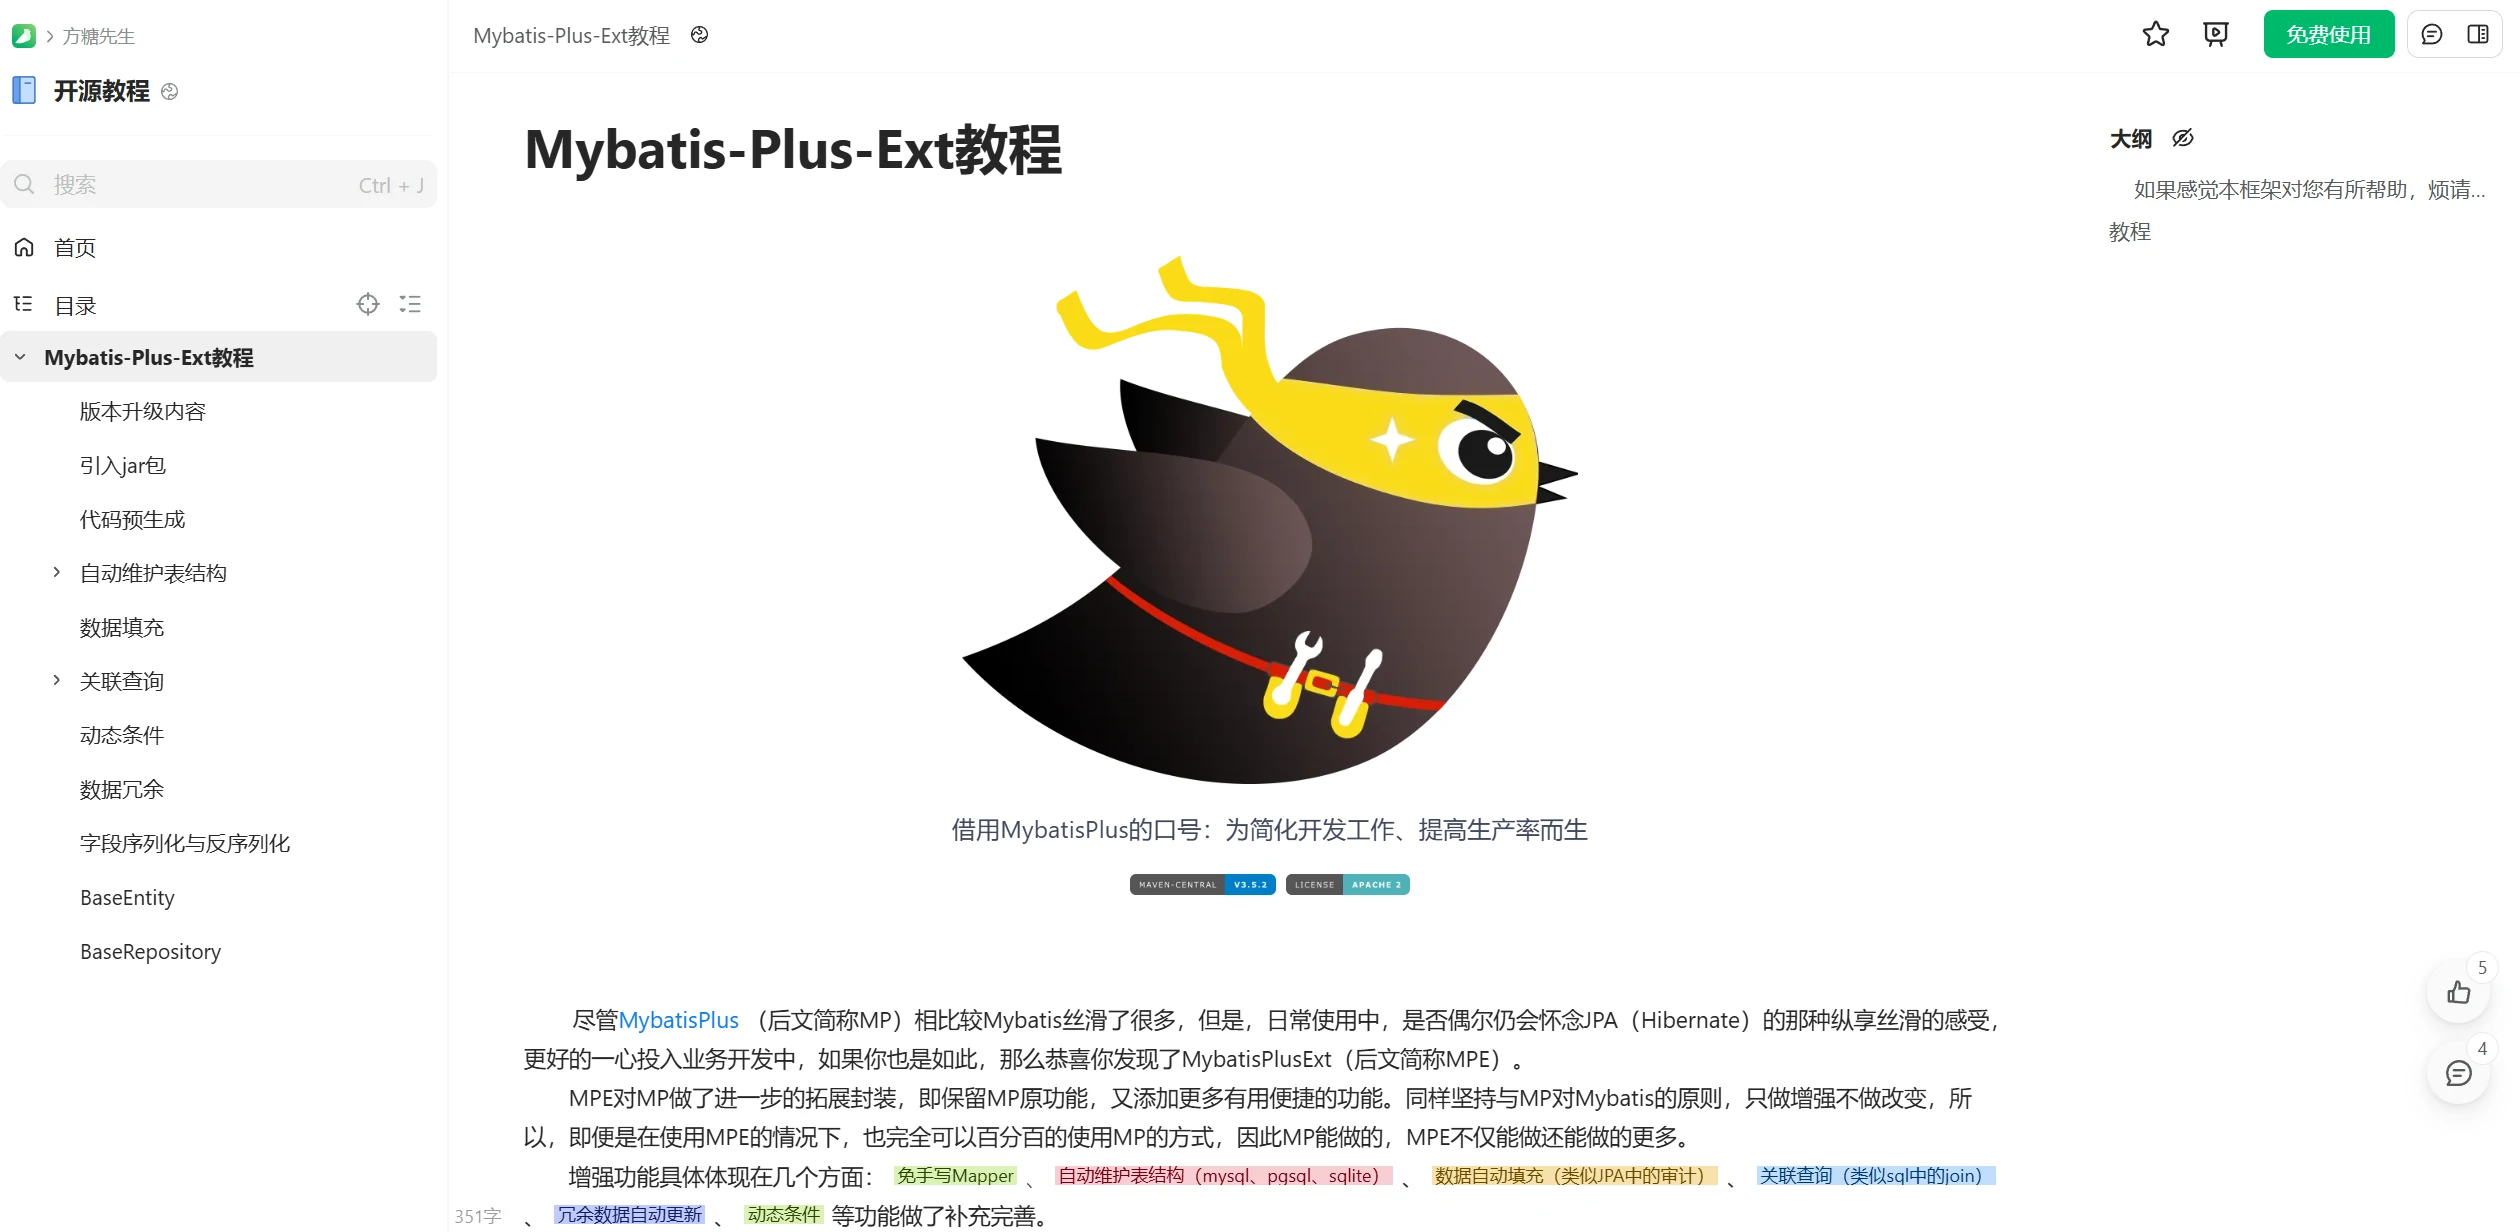 方糖先生
开源教程
搜索 Ctrl + J
首页
目录
Mybatis-Plus-Ext教程
版本升级内容
引入jar包
代码预生成
自动维护表结构
数据填充
关联查询
动态条件
数据冗余
字段序列化与反序列化
BaseEntity
BaseRepository
Mybatis-Plus-Ext教程
免费使用
Mybatis-Plus-Ext教程
借用MybatisPlus的口号：为简化开发工作、提高生产率而生
MAVEN-CENTRAL V3.5.2 LICENSE APACHE 2
尽管MybatisPlus （后文简称MP）相比较Mybatis丝滑了很多，但是，日常使用中，是否偶尔仍会怀念JPA（Hibernate）的那种纵享丝滑的感受，
更好的一心投入业务开发中，如果你也是如此，那么恭喜你发现了MybatisPlusExt（后文简称MPE）。
MPE对MP做了进一步的拓展封装，即保留MP原功能，又添加更多有用便捷的功能。同样坚持与MP对Mybatis的原则，只做增强不做改变，所
以，即便是在使用MPE的情况下，也完全可以百分百的使用MP的方式，因此MP能做的，MPE不仅能做还能做的更多。
增强功能具体体现在几个方面： 免手写Mapper 、 自动维护表结构（mysql、pgsql、sqlite） 、 数据自动填充（类似JPA中的审计） 、 关联查询（类似sql中的join）
、 冗余数据自动更新 、 动态条件 等功能做了补充完善。
351字
大纲
如果感觉本框架对您有所帮助，烦请...
教程
5
4